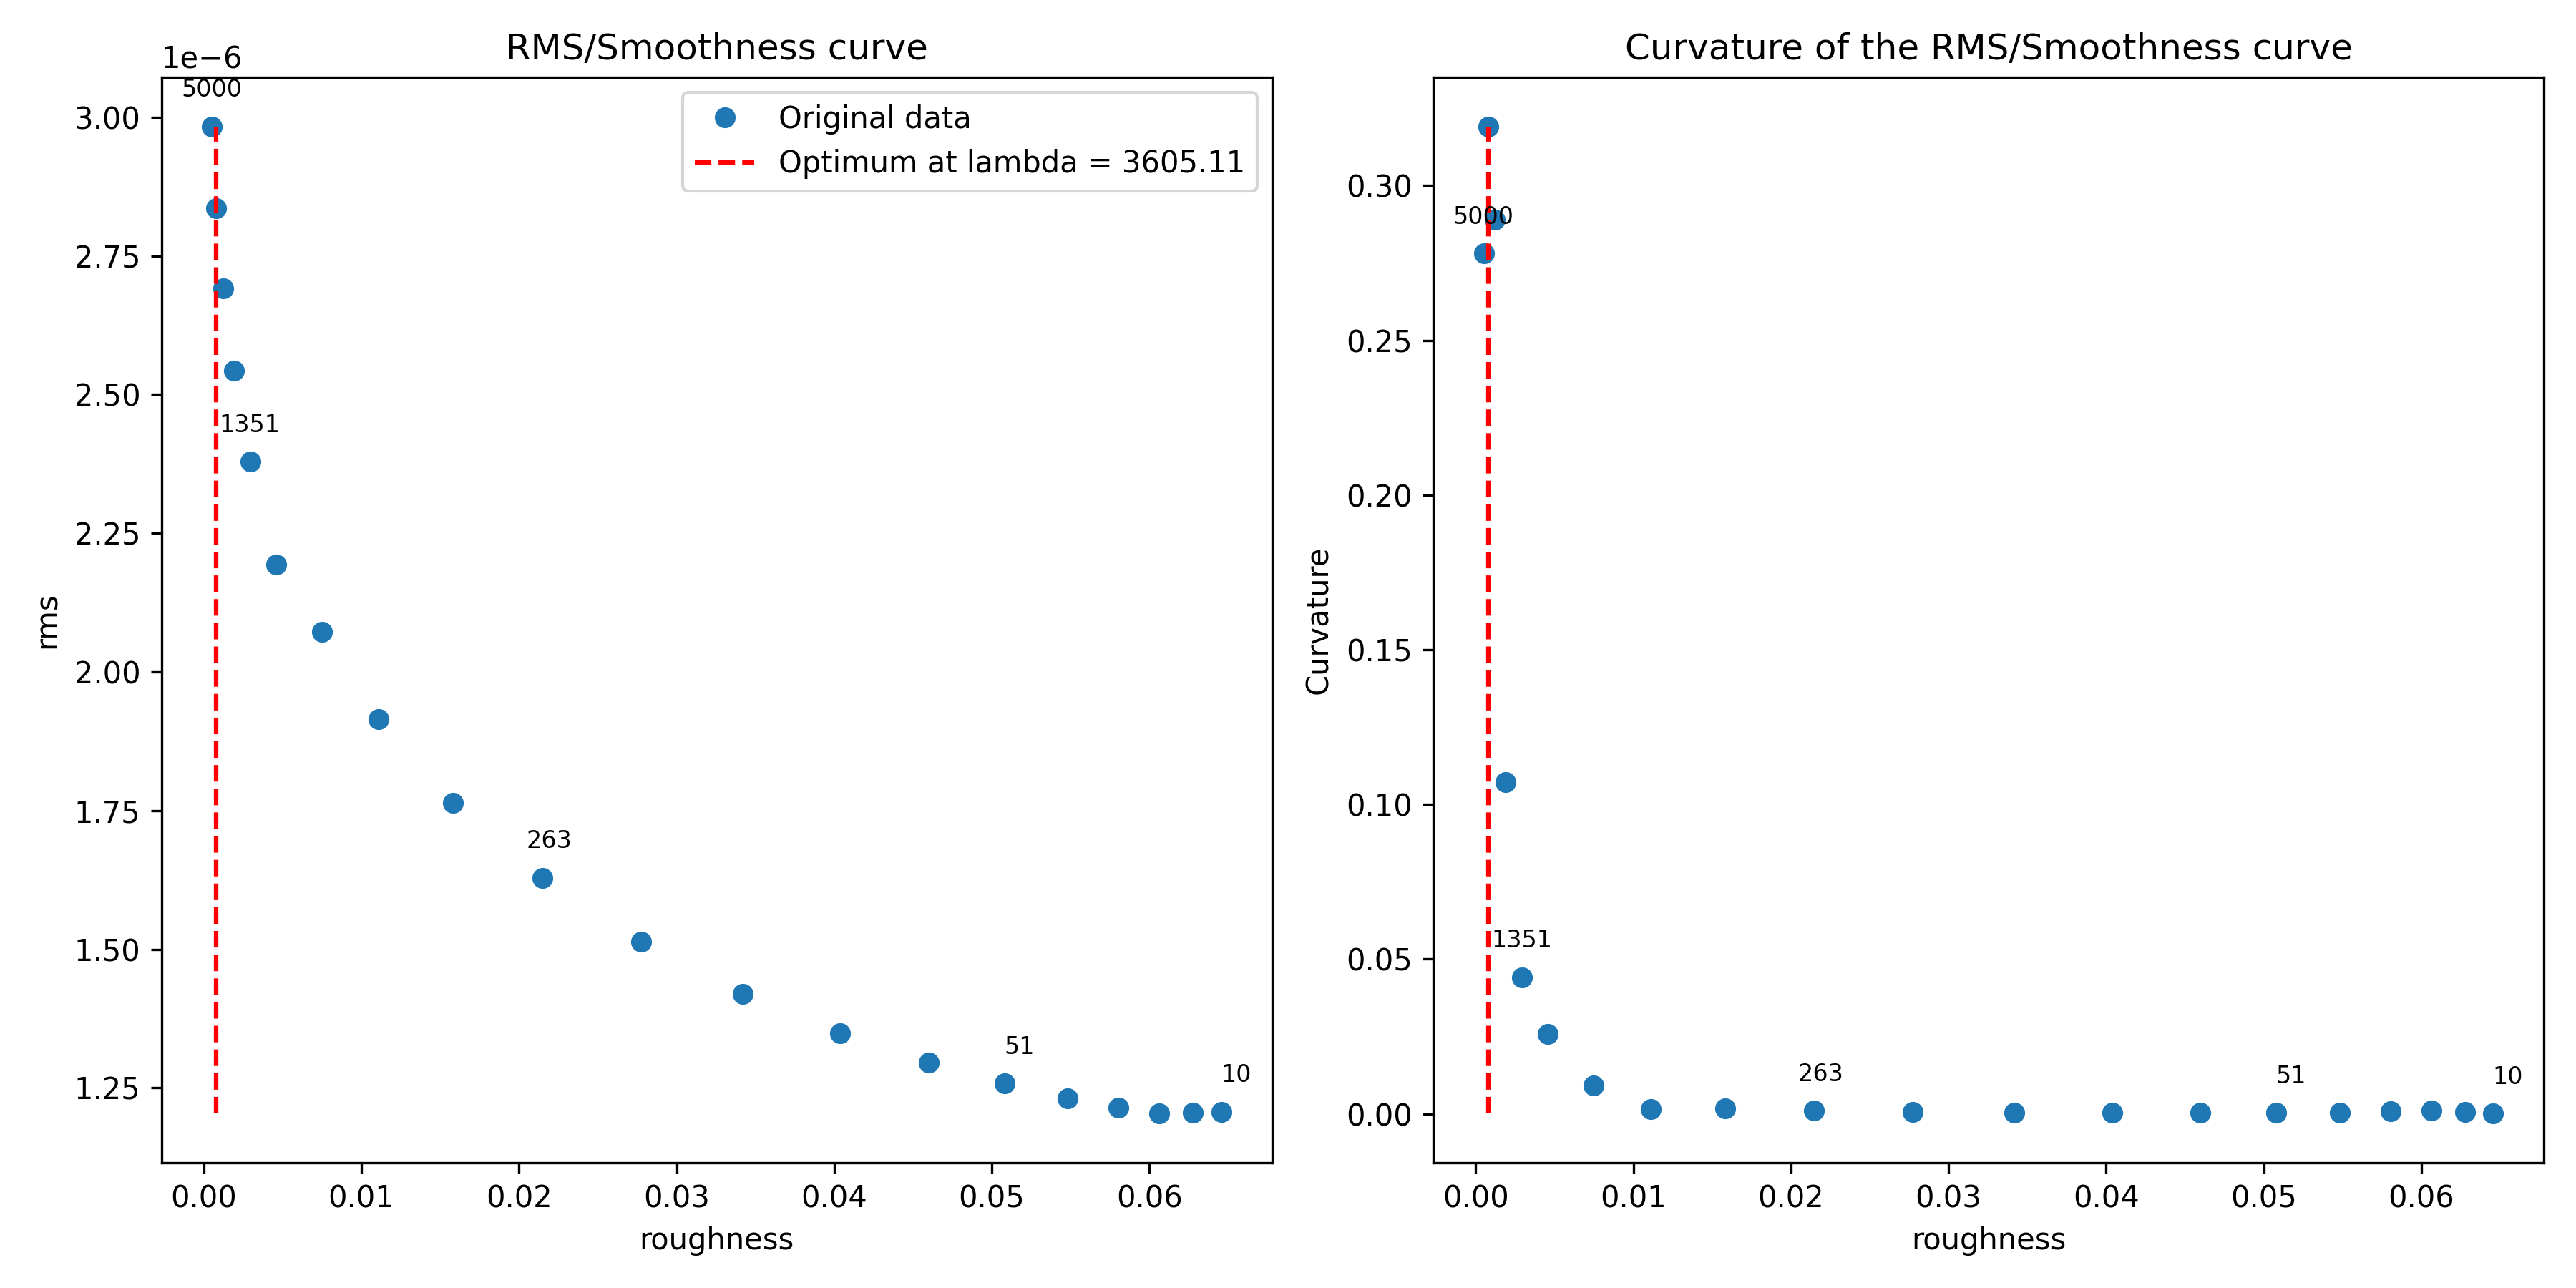 RMS/Smoothness curve
1e−6
5000
Original data
Optimum at lambda = 3605.11
1351
263
51
10
3.00
2.75
2.50
2.25
2.00
1.75
1.50
1.25
rms
0.00 0.01 0.02 0.03 0.04 0.05 0.06
roughness
Curvature of the RMS/Smoothness curve
5000
1351
263
51
10
0.30
0.25
0.20
0.15
0.10
0.05
0.00
Curvature
0.00 0.01 0.02 0.03 0.04 0.05 0.06
roughness